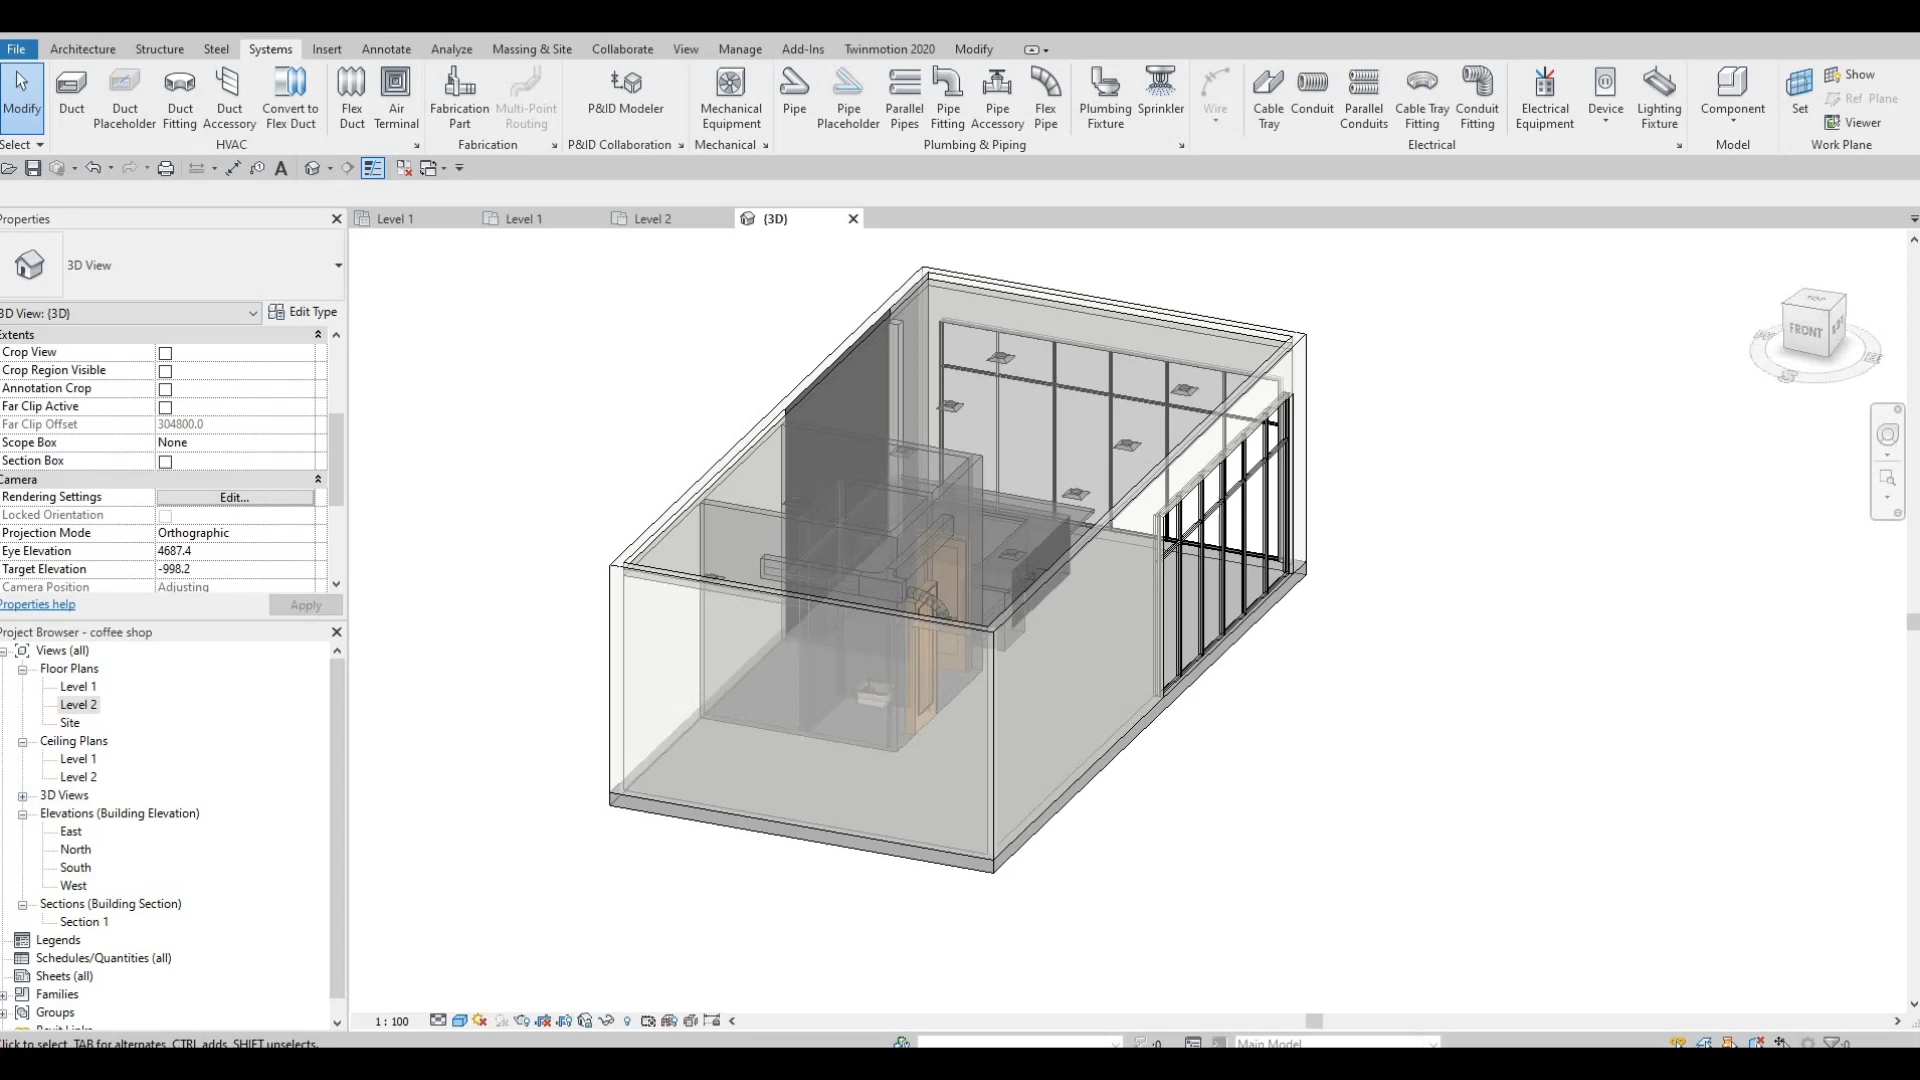 File Architecture Structure Steel Systems Insert Annotate Analyze Massing & Site Collaborate View Manage Add-Ins Twinmotion 2020 Modify
Modify
Duct
Duct Placeholder
Duct Fitting
Duct Accessory
Convert to Flex Duct
Flex Duct
Air Terminal
Fabrication Part
Multi-Point Routing
P&ID Modeler
Mechanical Equipment
Pipe
Pipe Placeholder
Parallel Pipes
Pipe Fitting
Pipe Accessory
Flex Pipe
Plumbing Fixture
Sprinkler
Wire
Cable Tray
Conduit
Parallel Conduits
Cable Tray Fitting
Conduit Fitting
Electrical Equipment
Device
Lighting Fixture
Component
Set
Show
Ref Plane
Viewer
Select HVAC Fabrication P&ID Collaboration Mechanical Plumbing & Piping Electrical Model Work Plane
A
Properties
Level 1 Level 1 Level 2 {3D}
3D View
3D View: {3D} Edit Type
Extents
Crop View
Crop Region Visible
Annotation Crop
Far Clip Active
Far Clip Offset 304800.0
Scope Box None
Section Box
Camera
Rendering Settings Edit...
Locked Orientation
Projection Mode Orthographic
Eye Elevation 4687.4
Target Elevation -998.2
Camera Position Adjusting
Properties help Apply
Project Browser - coffee shop
Views (all)
Floor Plans
Level 1
Level 2
Site
Ceiling Plans
Level 1
Level 2
3D Views
Elevations (Building Elevation)
East
North
South
West
Sections (Building Section)
Section 1
Legends
Schedules/Quantities (all)
Sheets (all)
Families
Groups
Revit Links
TOP
FRONT
1 : 100
Click to select, TAB for alternates, CTRL adds, SHIFT unselects.
:0
Main Model
:0